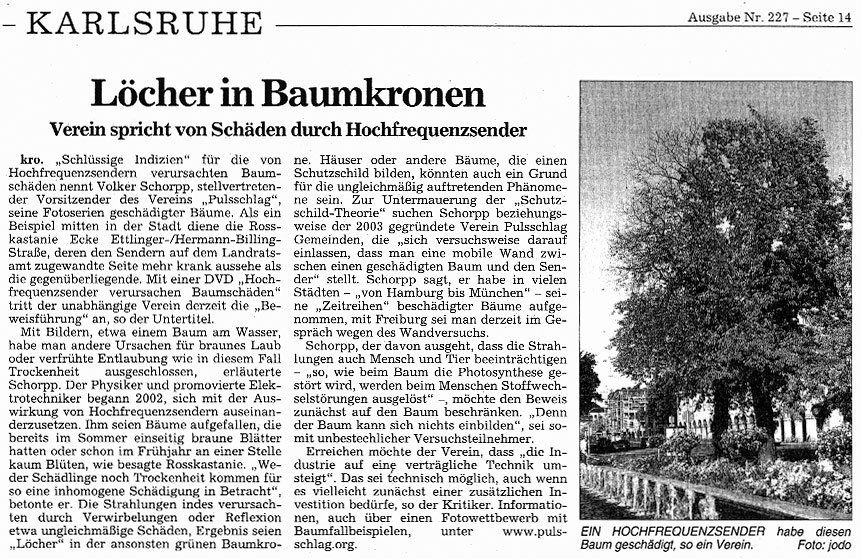 KARLSRUHE
Ausgabe Nr. 227 – Seite 14
Löcher in Baumkronen
Verein spricht von Schäden durch Hochfrequenzsender
kro. „Schlüssige Indizien“ für die von
Hochfrequenzsendern verursachten Baum-
schäden nennt Volker Schorpp, stellvertreten-
der Vorsitzender des Vereins „Pulsschlag“,
seine Fotoserien geschädigter Bäume. Als ein
Beispiel mitten in der Stadt diene die Ross-
kastanie Ecke Ettlinger-/Hermann-Billing-
Straße, deren den Sendern auf dem Landrats-
amt zugewandte Seite mehr krank aussehe als
die gegenüberliegende. Mit einer DVD „Hoch-
frequenzsender verursachen Baumschäden“
tritt der unabhängige Verein derzeit die „Be-
weisführung“ an, so der Untertitel.
Mit Bildern, etwa einem Baum am Wasser,
habe man andere Ursachen für braunes Laub
oder verfrühte Entlaubung wie in diesem Fall
Trockenheit ausgeschlossen, erläuterte
Schorpp. Der Physiker und promovierte Elek-
trotechniker begann 2002, sich mit der Aus-
wirkung von Hochfrequenzsendern auseinan-
derzusetzen. Ihm seien Bäume aufgefallen, die
bereits im Sommer einseitig braune Blätter
hatten oder schon im Frühjahr an einer Stelle
kaum Blüten, wie besagte Rosskastanie. „We-
der Schädlinge noch Trockenheit kommen für
so eine inhomogene Schädigung in Betracht“,
betonte er. Die Strahlungen indes verursach-
ten durch Verwirbelungen oder Reflexion
etwa ungleichmäßige Schäden, Ergebnis seien
„Löcher“ in der ansonsten grünen Baumkro-
ne. Häuser oder andere Bäume, die einen
Schutzschild bilden, könnten auch ein Grund
für die ungleichmäßig auftretenden Phänome-
ne sein. Zur Untermauerung der „Schutz-
schild-Theorie“ suchen Schorpp beziehungs-
weise der 2003 gegründete Verein Pulsschlag
Gemeinden, die „sich versuchsweise darauf
einlassen, dass man eine mobile Wand zwi-
schen einen geschädigten Baum und den Sen-
der“ stellt. Schorpp sagt, er habe in vielen
Städten – „von Hamburg bis München“ – sei-
ne „Zeitreihen“ beschädigter Bäume aufge-
nommen, mit Freiburg sei man derzeit im Ge-
spräch wegen des Wandversuchs.
Schorpp, der davon ausgeht, dass die Strah-
lungen auch Mensch und Tier beeinträchtigen
– „so, wie beim Baum die Photosynthese ge-
stört wird, werden beim Menschen Stoffwech-
selstörungen ausgelöst“ –, möchte den Beweis
zunächst auf den Baum beschränken. „Denn
der Baum kann sich nichts einbilden“, sei so-
mit unbestechlicher Versuchsteilnehmer.
Erreichen möchte der Verein, dass „die In-
dustrie auf eine verträgliche Technik um-
steigt“. Das sei technisch möglich, auch wenn
es vielleicht zunächst einer zusätzlichen In-
vestition bedürfe, so der Kritiker. Informatio-
nen, auch über einen Fotowettbewerb mit
Baumfallbeispielen, unter www.puls-
schlag.org.
EIN HOCHFREQUENZSENDER habe diesen
Baum geschädigt, so ein Verein. Foto: jodo